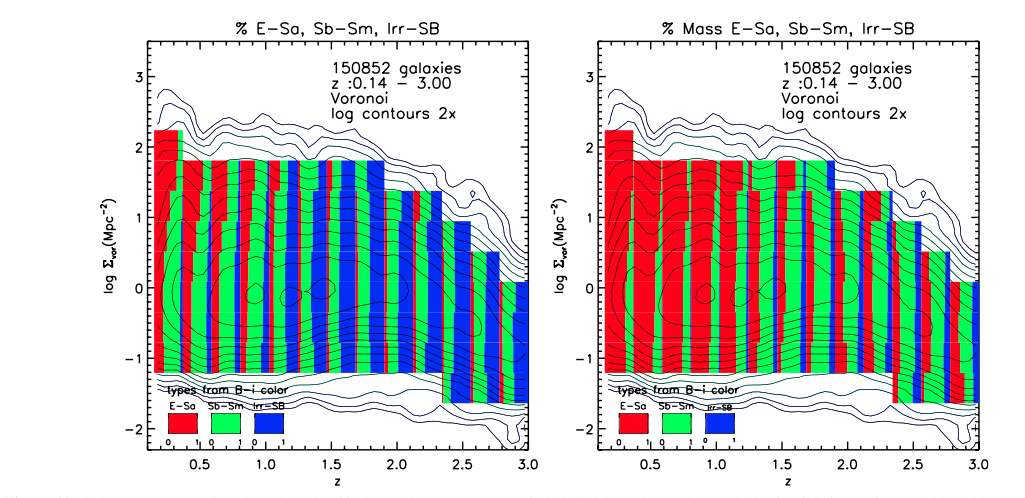 % E-Sa, Sb-Sm, Irr-SB
150852 galaxies
z :0.14 - 3.00
Voronoi
log contours 2x
log Σvor(Mpc⁻²)
3
2
1
0
-1
-2
types from B-i color
E-Sa Sb-Sm Irr-SB
0 1 0 1 0 1
0.5 1.0 1.5 2.0 2.5 3.0
z
% Mass E-Sa, Sb-Sm, Irr-SB
150852 galaxies
z :0.14 - 3.00
Voronoi
log contours 2x
log Σvor(Mpc⁻²)
3
2
1
0
-1
-2
types from B-i color
E-Sa Sb-Sm Irr-SB
0 1 0 1 0 1
0.5 1.0 1.5 2.0 2.5 3.0
z